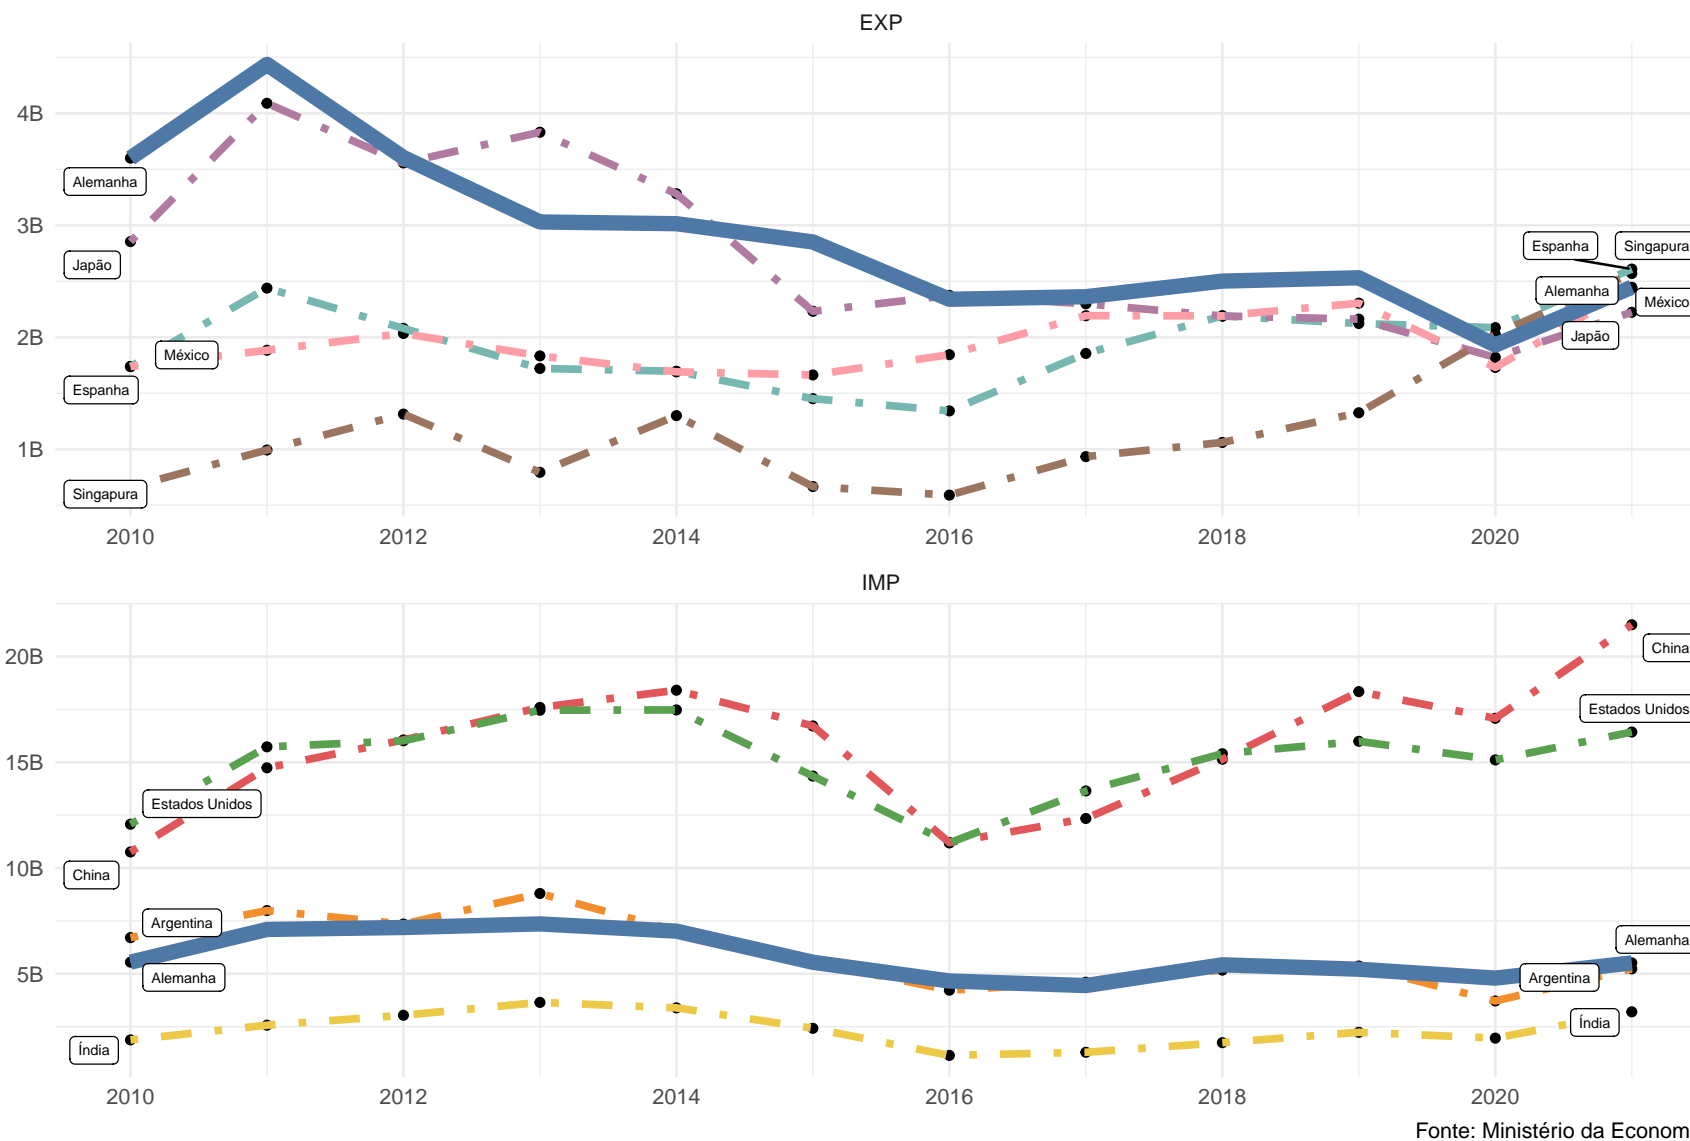 EXP
4B
3B
2B
1B
Alemanha
Japão
México
Espanha
Singapura
Espanha
Singapura
Alemanha
México
Japão
2010
2012
2014
2016
2018
2020
IMP
20B
15B
10B
5B
Estados Unidos
China
Argentina
Alemanha
Índia
China
Estados Unidos
Alemanha
Argentina
Índia
2010
2012
2014
2016
2018
2020
Fonte: Ministério da Econom